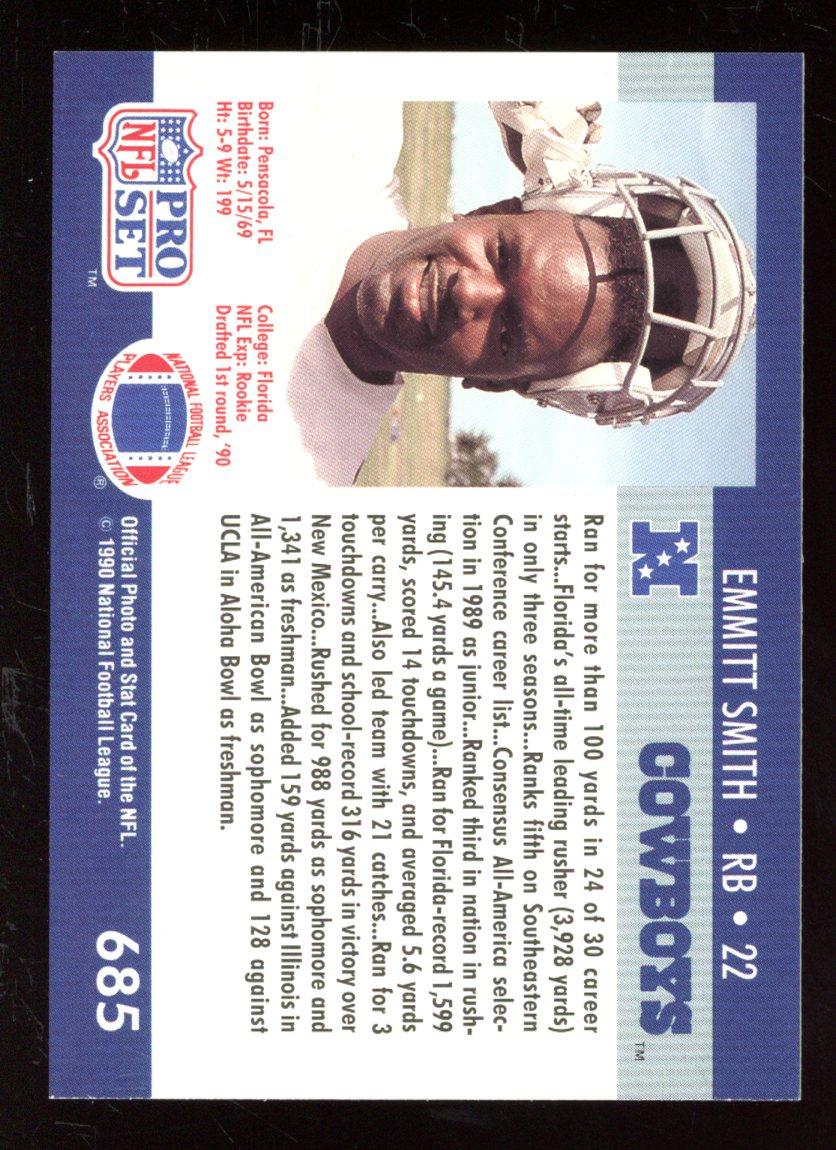 EMMITT SMITH • RB • 22
N
COWBOYS™
Ran for more than 100 yards in 24 of 30 career
starts...Florida's all-time leading rusher (3,928 yards)
in only three seasons...Ranks fifth on Southeastern
Conference career list...Consensus All-America selec-
tion in 1989 as junior...Ranked third in nation in rush-
ing (145.4 yards a game)...Ran for Florida-record 1,599
yards, scored 14 touchdowns, and averaged 5.6 yards
per carry...Also led team with 21 catches...Ran for 3
touchdowns and school-record 316 yards in victory over
New Mexico...Rushed for 988 yards as sophomore and
1,341 as freshman...Added 159 yards against Illinois in
All-American Bowl as sophomore and 128 against
UCLA in Aloha Bowl as freshman.
Born: Pensacola, FL
Birthdate: 5/15/69
Ht: 5-9 Wt: 199
College: Florida
NFL Exp: Rookie
Drafted 1st round, '90
PRO
NFL
SET
™
NATIONAL FOOTBALL LEAGUE
PLAYERS ASSOCIATION
®
Official Photo and Stat Card of the NFL.
© 1990 National Football League.
685